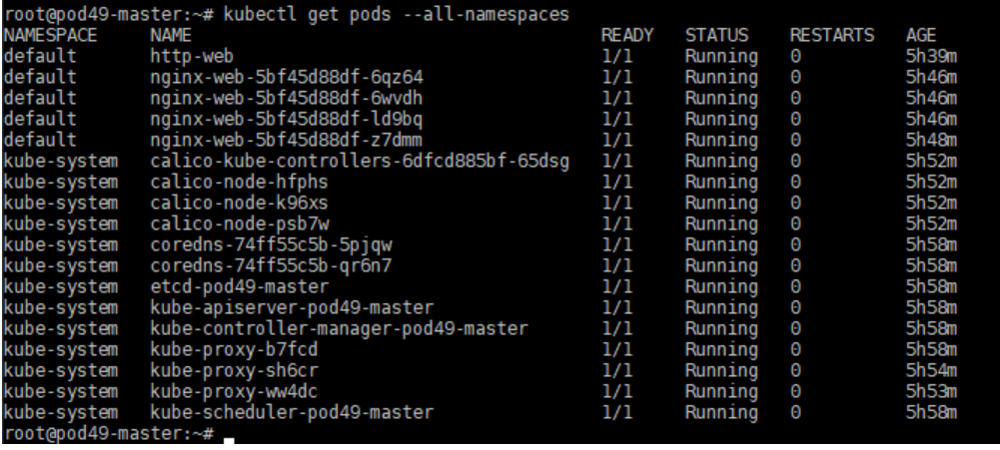 root@pod49-master:~# kubectl get pods --all-namespaces
NAMESPACE     NAME                                       READY   STATUS    RESTARTS   AGE
default       http-web                                   1/1     Running   0          5h39m
default       nginx-web-5bf45d88df-6qz64                 1/1     Running   0          5h46m
default       nginx-web-5bf45d88df-6wvdh                 1/1     Running   0          5h46m
default       nginx-web-5bf45d88df-ld9bq                 1/1     Running   0          5h46m
default       nginx-web-5bf45d88df-z7dmm                 1/1     Running   0          5h48m
kube-system   calico-kube-controllers-6dfcd885bf-65dsg   1/1     Running   0          5h52m
kube-system   calico-node-hfphs                          1/1     Running   0          5h52m
kube-system   calico-node-k96xs                          1/1     Running   0          5h52m
kube-system   calico-node-psb7w                          1/1     Running   0          5h52m
kube-system   coredns-74ff55c5b-5pjqw                    1/1     Running   0          5h58m
kube-system   coredns-74ff55c5b-qr6n7                    1/1     Running   0          5h58m
kube-system   etcd-pod49-master                          1/1     Running   0          5h58m
kube-system   kube-apiserver-pod49-master                1/1     Running   0          5h58m
kube-system   kube-controller-manager-pod49-master       1/1     Running   0          5h58m
kube-system   kube-proxy-b7fcd                           1/1     Running   0          5h58m
kube-system   kube-proxy-sh6cr                           1/1     Running   0          5h54m
kube-system   kube-proxy-ww4dc                           1/1     Running   0          5h53m
kube-system   kube-scheduler-pod49-master                1/1     Running   0          5h58m
root@pod49-master:~#